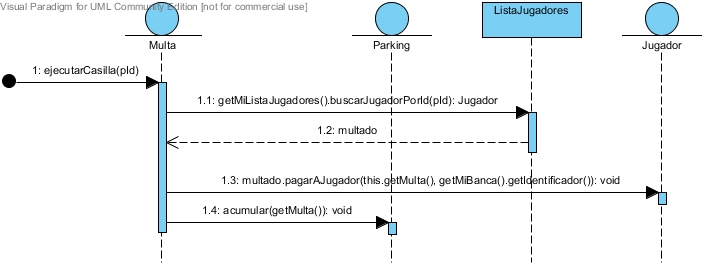 Visual Paradigm for UML Community Edition [not for commercial use]
ListaJugadores
Multa
Parking
Jugador
1: ejecutarCasilla(pId)
1.1: getMiListaJugadores().buscarJugadorPorId(pId): Jugador
1.2: multado
1.3: multado.pagarAJugador(this.getMulta(), getMiBanca().getIdentificador()): void
1.4: acumular(getMulta()): void